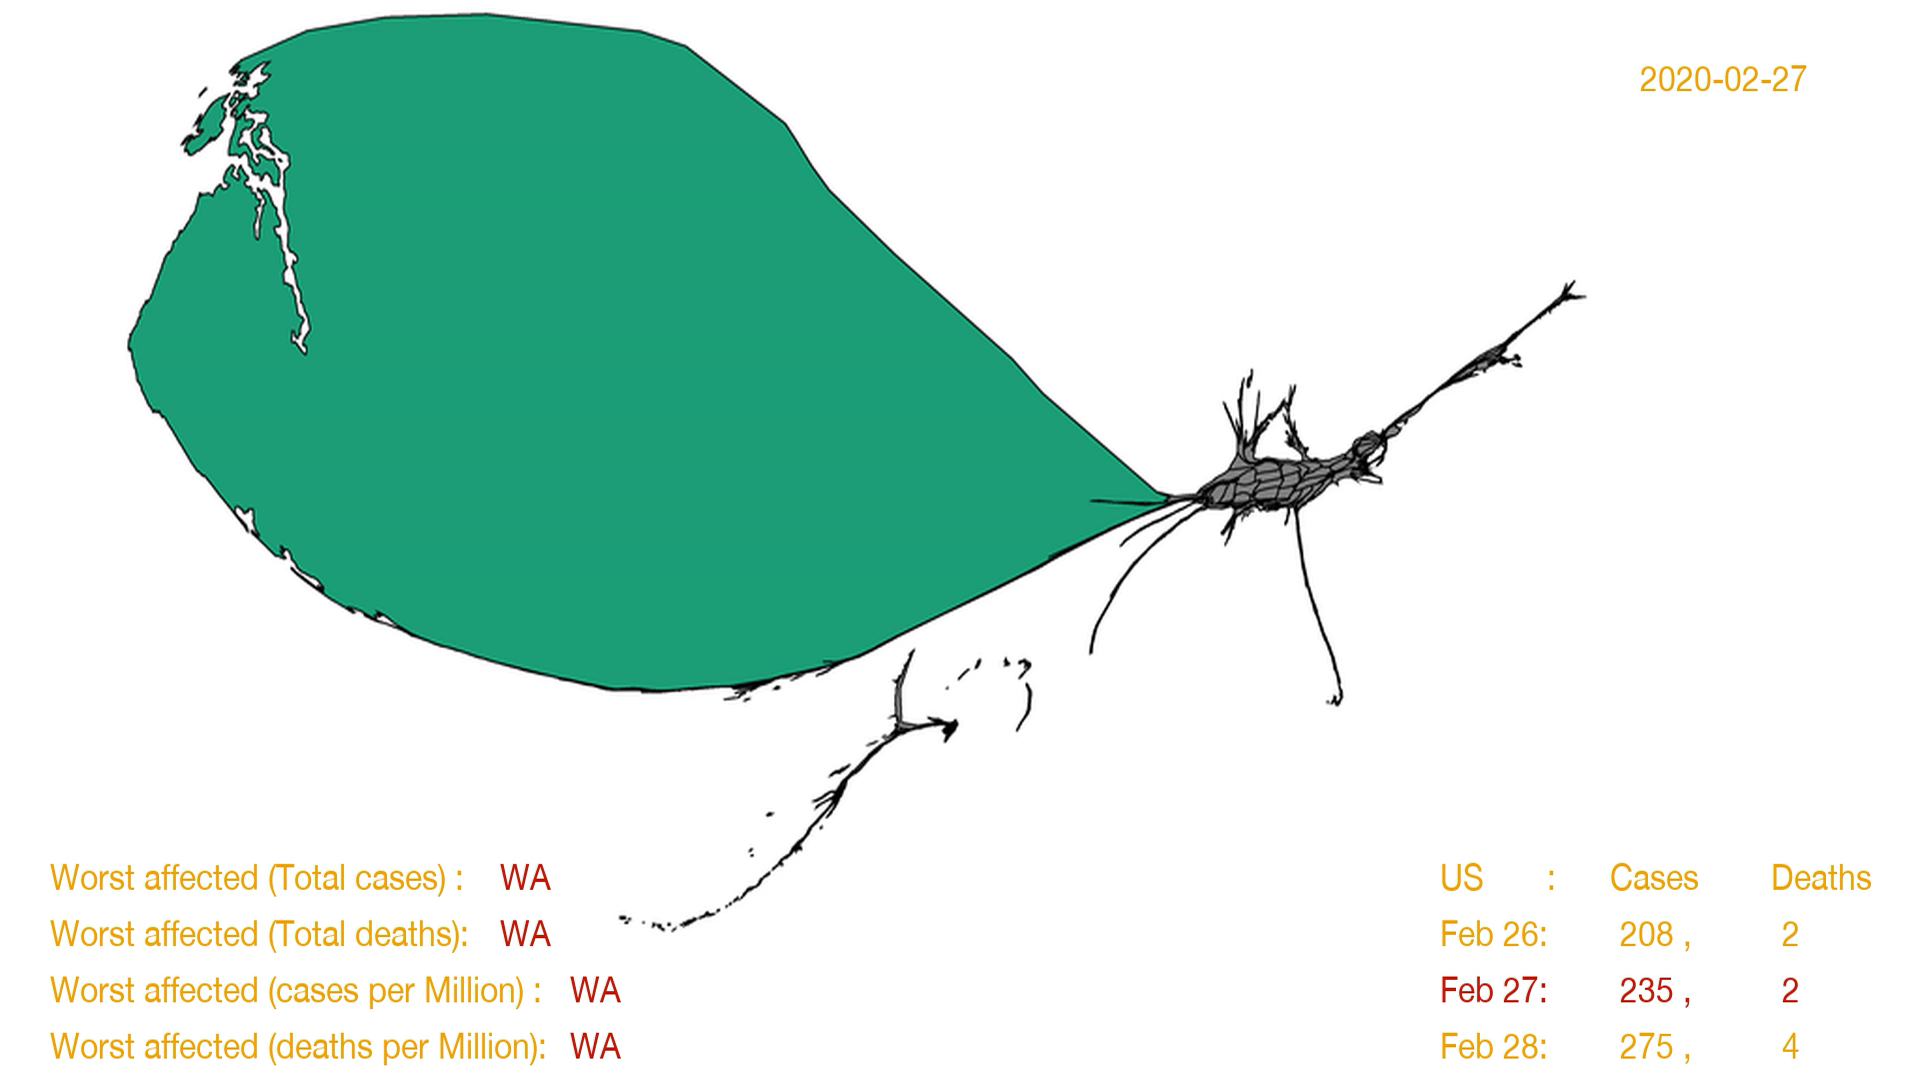 2020-02-27
Worst affected (Total cases) : WA
Worst affected (Total deaths): WA
Worst affected (cases per Million) : WA
Worst affected (deaths per Million): WA
US : Cases Deaths
Feb 26: 208 , 2
Feb 27: 235 , 2
Feb 28: 275 , 4